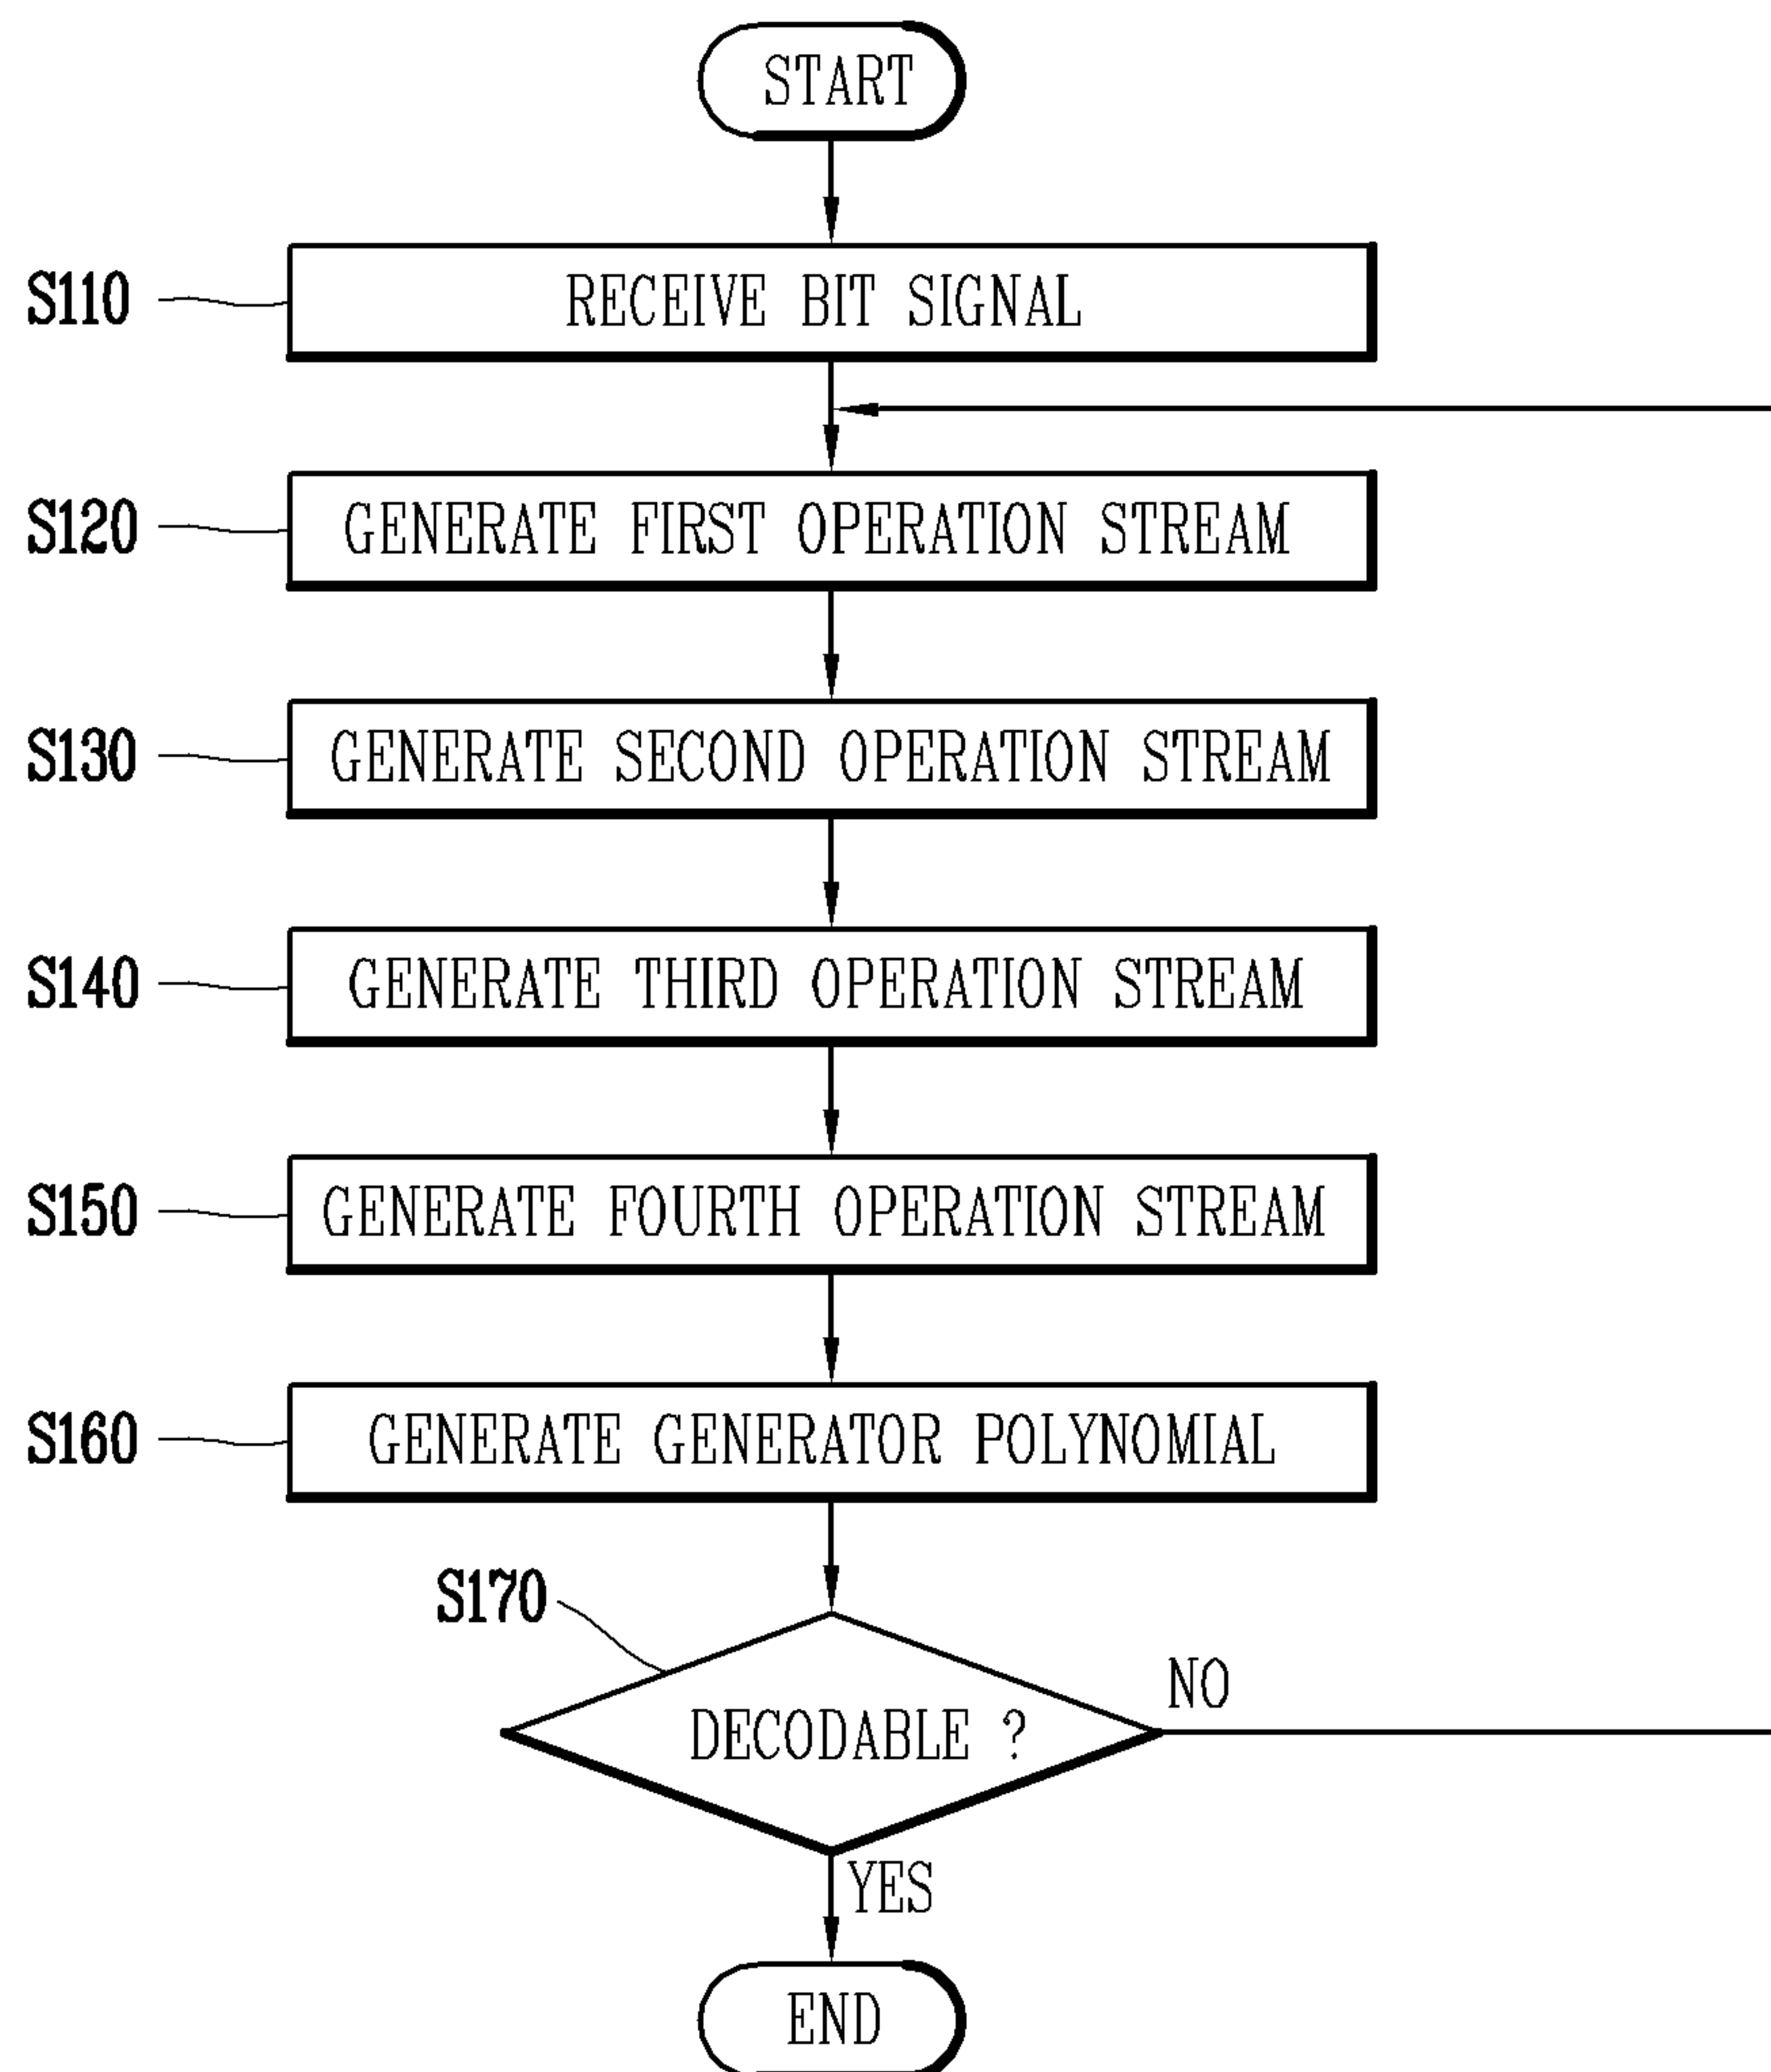 START
S110 RECEIVE BIT SIGNAL
S120 GENERATE FIRST OPERATION STREAM
S130 GENERATE SECOND OPERATION STREAM
S140 GENERATE THIRD OPERATION STREAM
S150 GENERATE FOURTH OPERATION STREAM
S160 GENERATE GENERATOR POLYNOMIAL
S170
NO
DECODABLE ?
YES
END